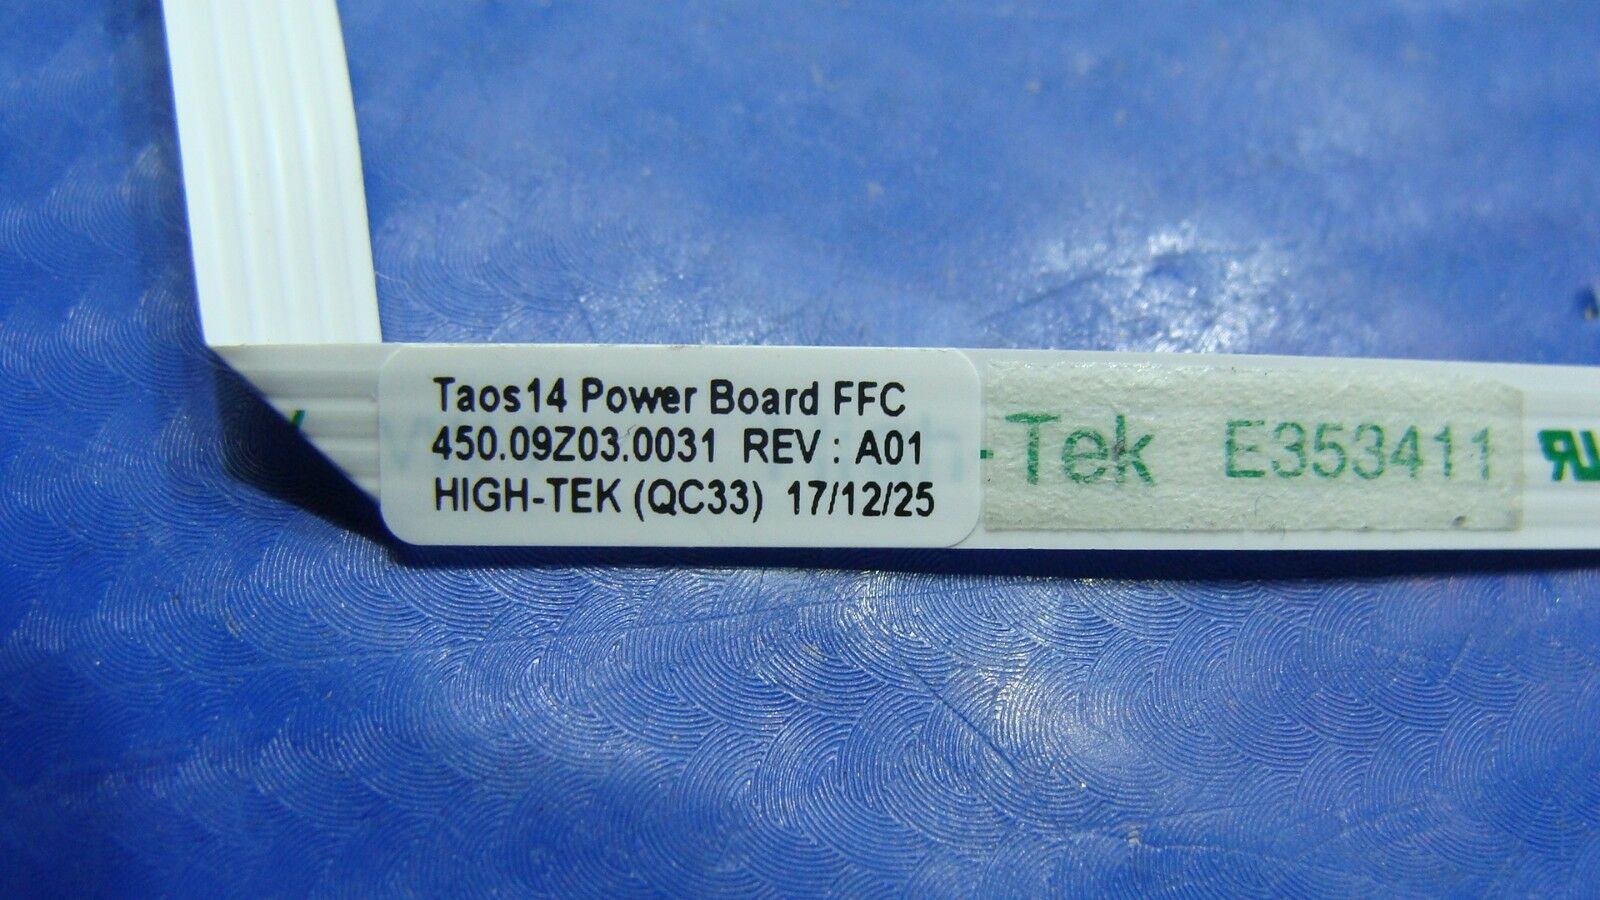 Taos14 Power Board FFC
450.09Z03.0031 REV : A01
HIGH-TEK (QC33) 17/12/25
-Tek E353411